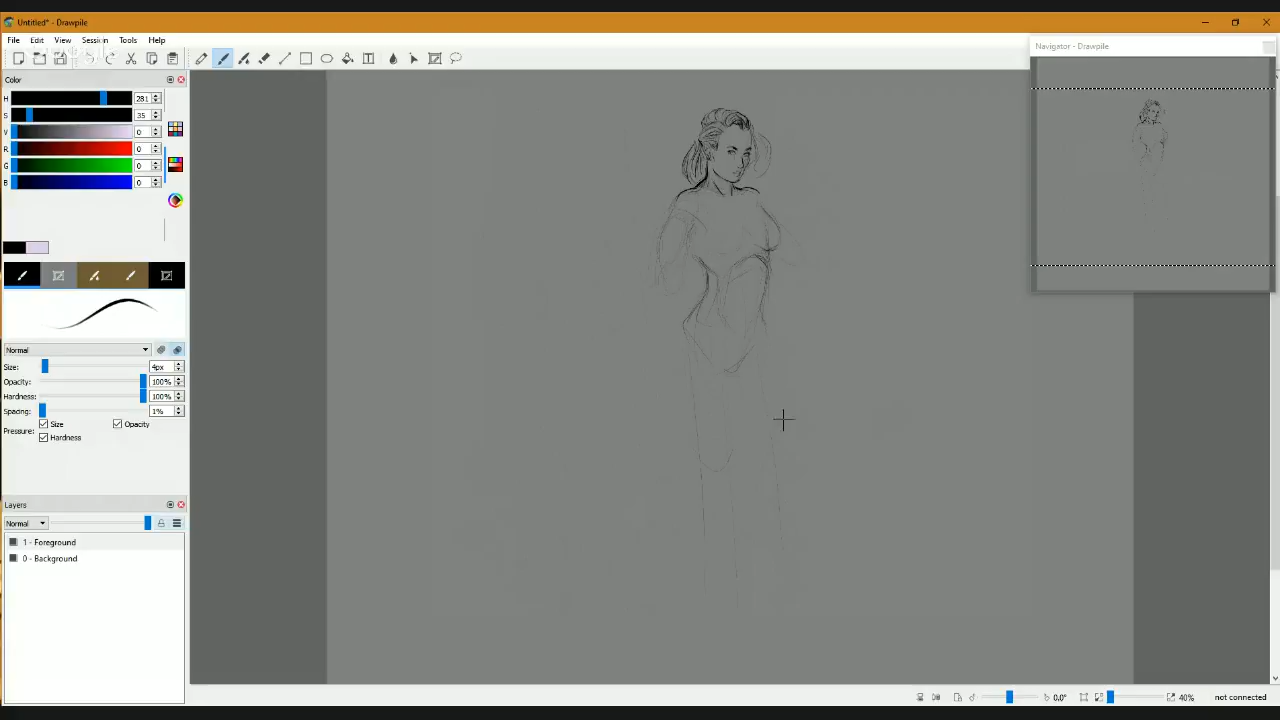 Untitled* - Drawpile
File Edit View Session Tools Help
Navigator - Drawpile
Color
H 281
S 35
V 0
R 0
G 0
B 0
Normal
Size: 4px
Opacity: 100%
Hardness: 100%
Spacing: 1%
Pressure: Size Opacity
Hardness
Layers
Normal
1 - Foreground
0 - Background
0.0° 40% not connected